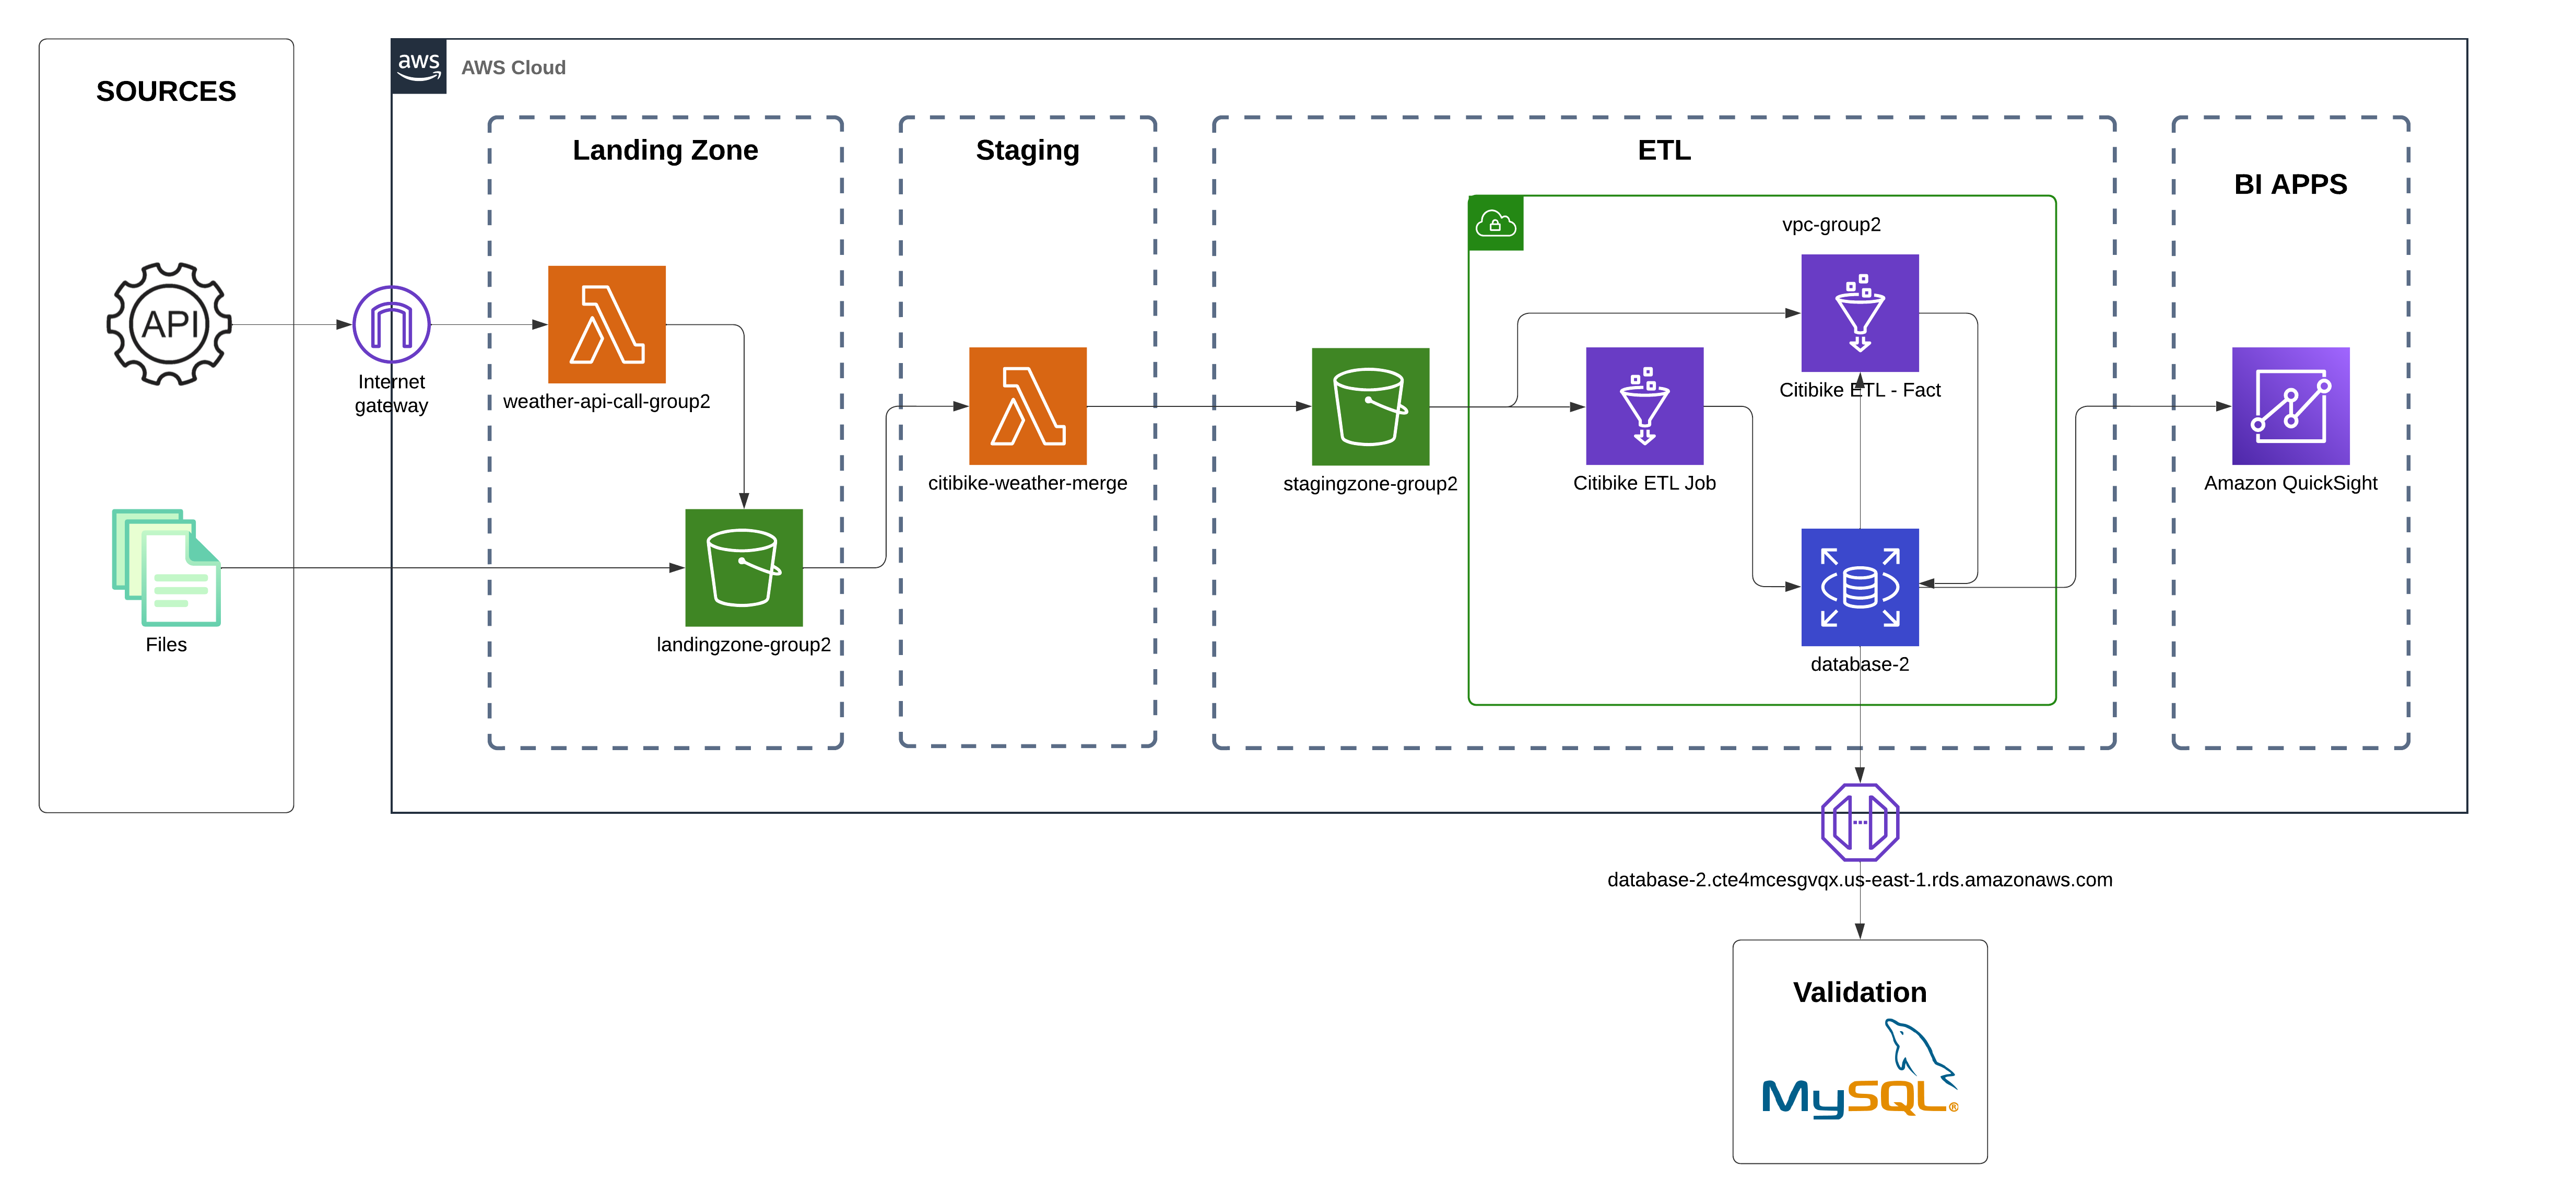 SOURCES
aws
AWS Cloud
Landing Zone
Staging
ETL
BI APPS
vpc-group2
API
Internet
gateway
weather-api-call-group2
Citibike ETL - Fact
citibike-weather-merge
stagingzone-group2
Citibike ETL Job
Amazon QuickSight
Files
landingzone-group2
database-2
database-2.cte4mcesgvqx.us-east-1.rds.amazonaws.com
Validation
MySQL®